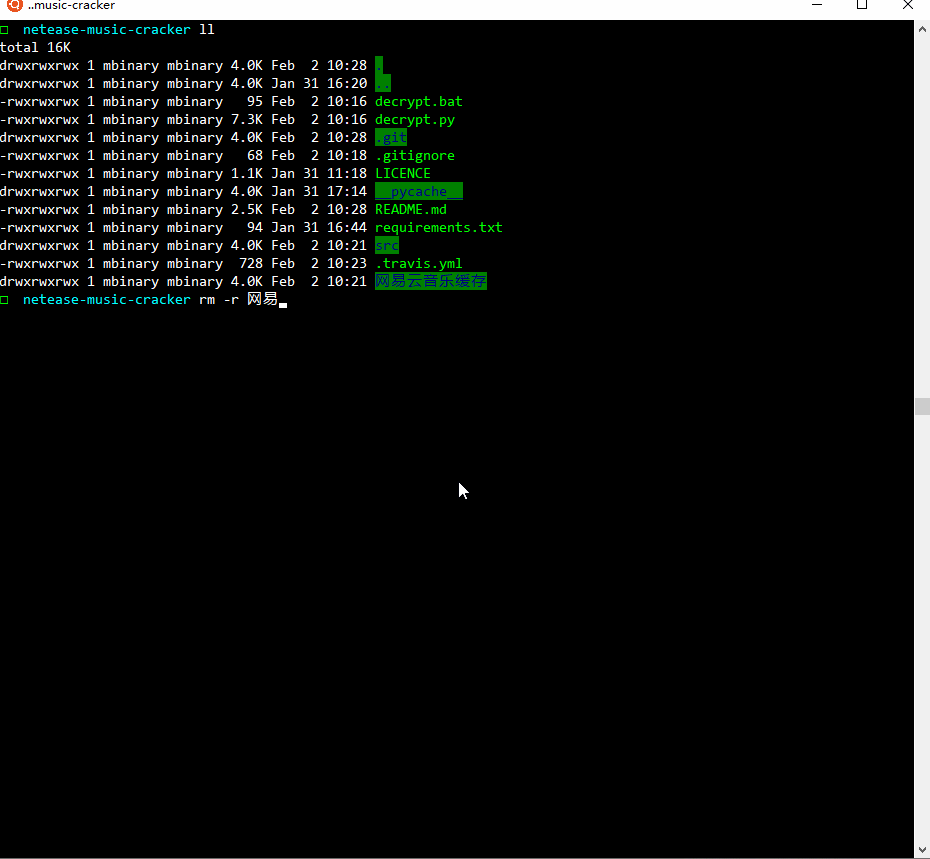 ..music-cracker
netease-music-cracker ll
total 16K
drwxrwxrwx 1 mbinary mbinary 4.0K Feb  2 10:28 .
drwxrwxrwx 1 mbinary mbinary 4.0K Jan 31 16:20 ..
-rwxrwxrwx 1 mbinary mbinary   95 Feb  2 10:16 decrypt.bat
-rwxrwxrwx 1 mbinary mbinary 7.3K Feb  2 10:16 decrypt.py
drwxrwxrwx 1 mbinary mbinary 4.0K Feb  2 10:28 .git
-rwxrwxrwx 1 mbinary mbinary   68 Feb  2 10:18 .gitignore
-rwxrwxrwx 1 mbinary mbinary 1.1K Jan 31 11:18 LICENCE
drwxrwxrwx 1 mbinary mbinary 4.0K Jan 31 17:14 __pycache__
-rwxrwxrwx 1 mbinary mbinary 2.5K Feb  2 10:28 README.md
-rwxrwxrwx 1 mbinary mbinary   94 Jan 31 16:44 requirements.txt
drwxrwxrwx 1 mbinary mbinary 4.0K Feb  2 10:21 src
-rwxrwxrwx 1 mbinary mbinary  728 Feb  2 10:23 .travis.yml
drwxrwxrwx 1 mbinary mbinary 4.0K Feb  2 10:21 网易云音乐缓存
netease-music-cracker rm -r 网易